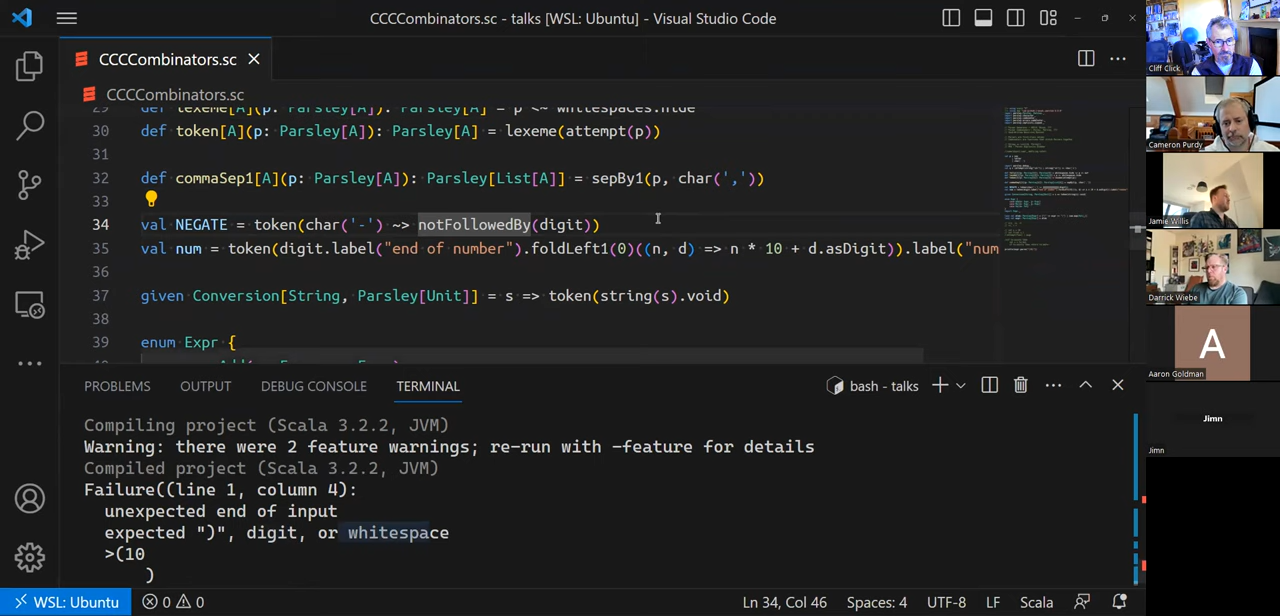 CCCCombinators.sc - talks [WSL: Ubuntu] - Visual Studio Code
CCCCombinators.sc
CCCCombinators.sc
29 def lexeme[A](p: Parsley[A]): Parsley[A] = p <~ whitespaces.hide
30 def token[A](p: Parsley[A]): Parsley[A] = lexeme(attempt(p))
31
32 def commaSep1[A](p: Parsley[A]): Parsley[List[A]] = sepBy1(p, char(','))
33
34 val NEGATE = token(char('-') ~> notFollowedBy(digit))
35 val num = token(digit.label("end of number").foldLeft1(0)((n, d) => n * 10 + d.asDigit)).label("num
36
37 given Conversion[String, Parsley[Unit]] = s => token(string(s).void)
38
39 enum Expr {
PROBLEMS
OUTPUT
DEBUG CONSOLE
TERMINAL
bash - talks
Compiling project (Scala 3.2.2, JVM)
Warning: there were 2 feature warnings; re-run with -feature for details
Compiled project (Scala 3.2.2, JVM)
Failure((line 1, column 4):
unexpected end of input
expected ")", digit, or whitespace
>(10
)
WSL: Ubuntu
0
0
Ln 34, Col 46
Spaces: 4
UTF-8
LF
Scala
Cliff Click
Cameron Purdy
Jamie Willis
Darrick Wiebe
A
Aaron Goldman
Jimn
Jimn